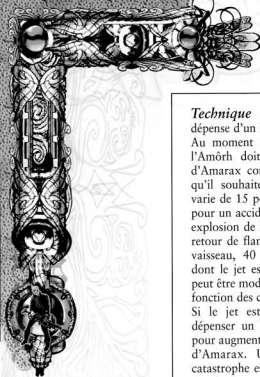 Technique
dépense d'un
Au moment
l'Amôrh doit
d'Amarax con
qu'il souhaite
varie de 15 p
pour un accid
explosion de
retour de flan
vaisseau, 40
dont le jet es
peut être mod
fonction des c
Si le jet est
dépenser un
pour augment
d'Amarax. U
catastrophe es